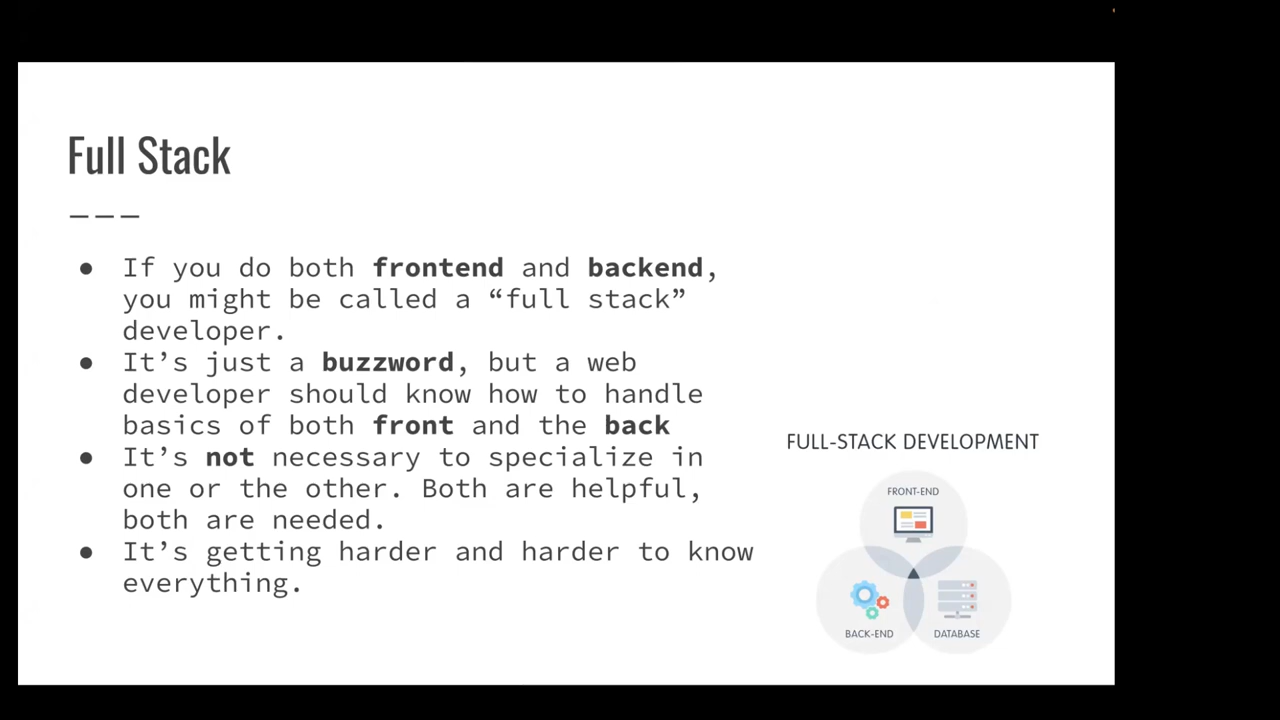 Full Stack
———
● If you do both frontend and backend,
you might be called a “full stack”
developer.
● It’s just a buzzword, but a web
developer should know how to handle
basics of both front and the back
● It’s not necessary to specialize in
one or the other. Both are helpful,
both are needed.
● It’s getting harder and harder to know
everything.
FULL-STACK DEVELOPMENT
FRONT-END
BACK-END
DATABASE